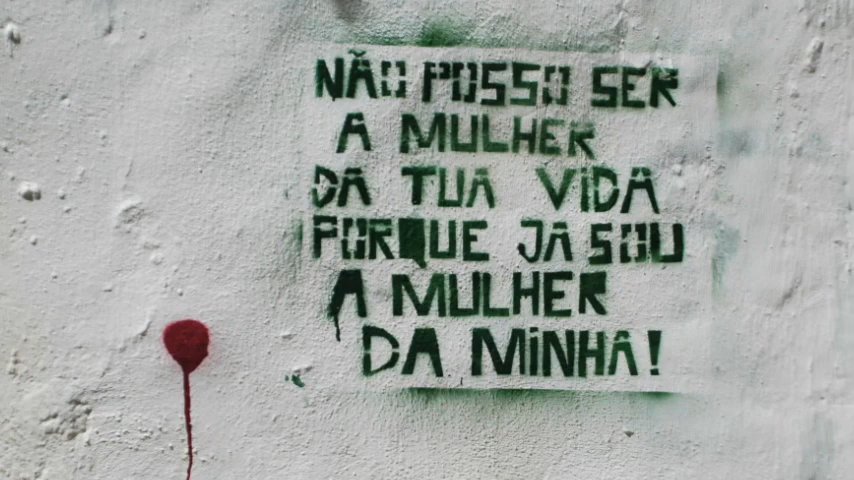 NÃO POSSO SER
A MULHER
DA TUA VIDA
PORQUE JÁ SOU
A MULHER
DA MINHA!